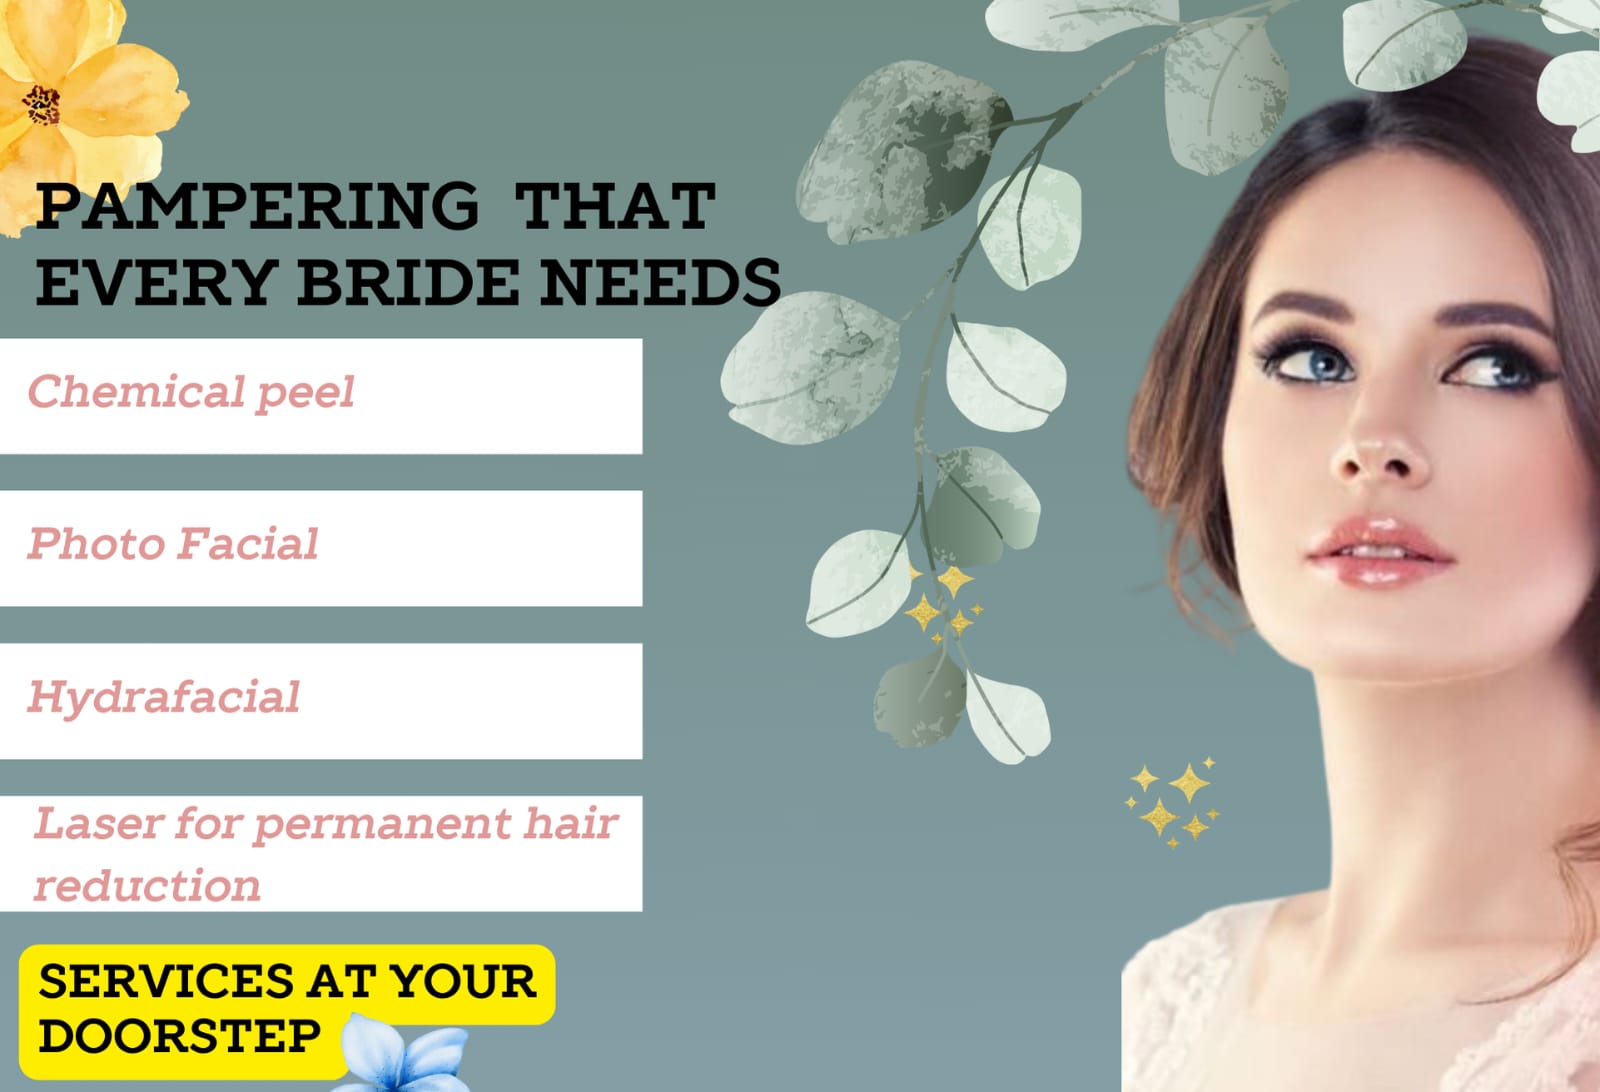 PAMPERING THAT
EVERY BRIDE NEEDS
Chemical peel
Photo Facial
Hydrafacial
Laser for permanent hair
reduction
SERVICES AT YOUR
DOORSTEP